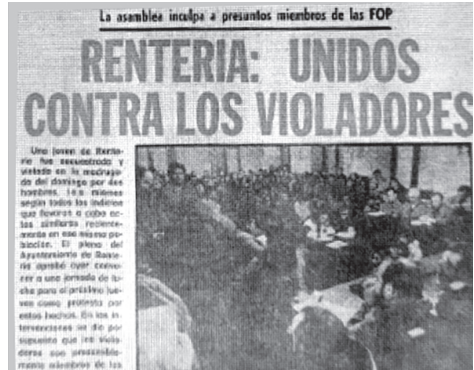 La asamblea inculpa a presuntos miembros de las FOP
RENTERIA: UNIDOS
CONTRA LOS VIOLADORES
Una joven de Rente-
ría fue secuestrada y
violada en la madruga-
da del domingo por dos
hombres, los mismos
según todos los indicios
que llevaron a cabo ac-
tos similares reciente-
mente en esa misma po-
blación. El pleno del
Ayuntamiento de Rente-
ría aprobó ayer convo-
car a una jornada de lu-
cha para el próximo jue-
ves como protesta por
estos hechos. En las in-
tervenciones se dio por
supuesto que los viola-
dores son presumible-
mente miembros de las